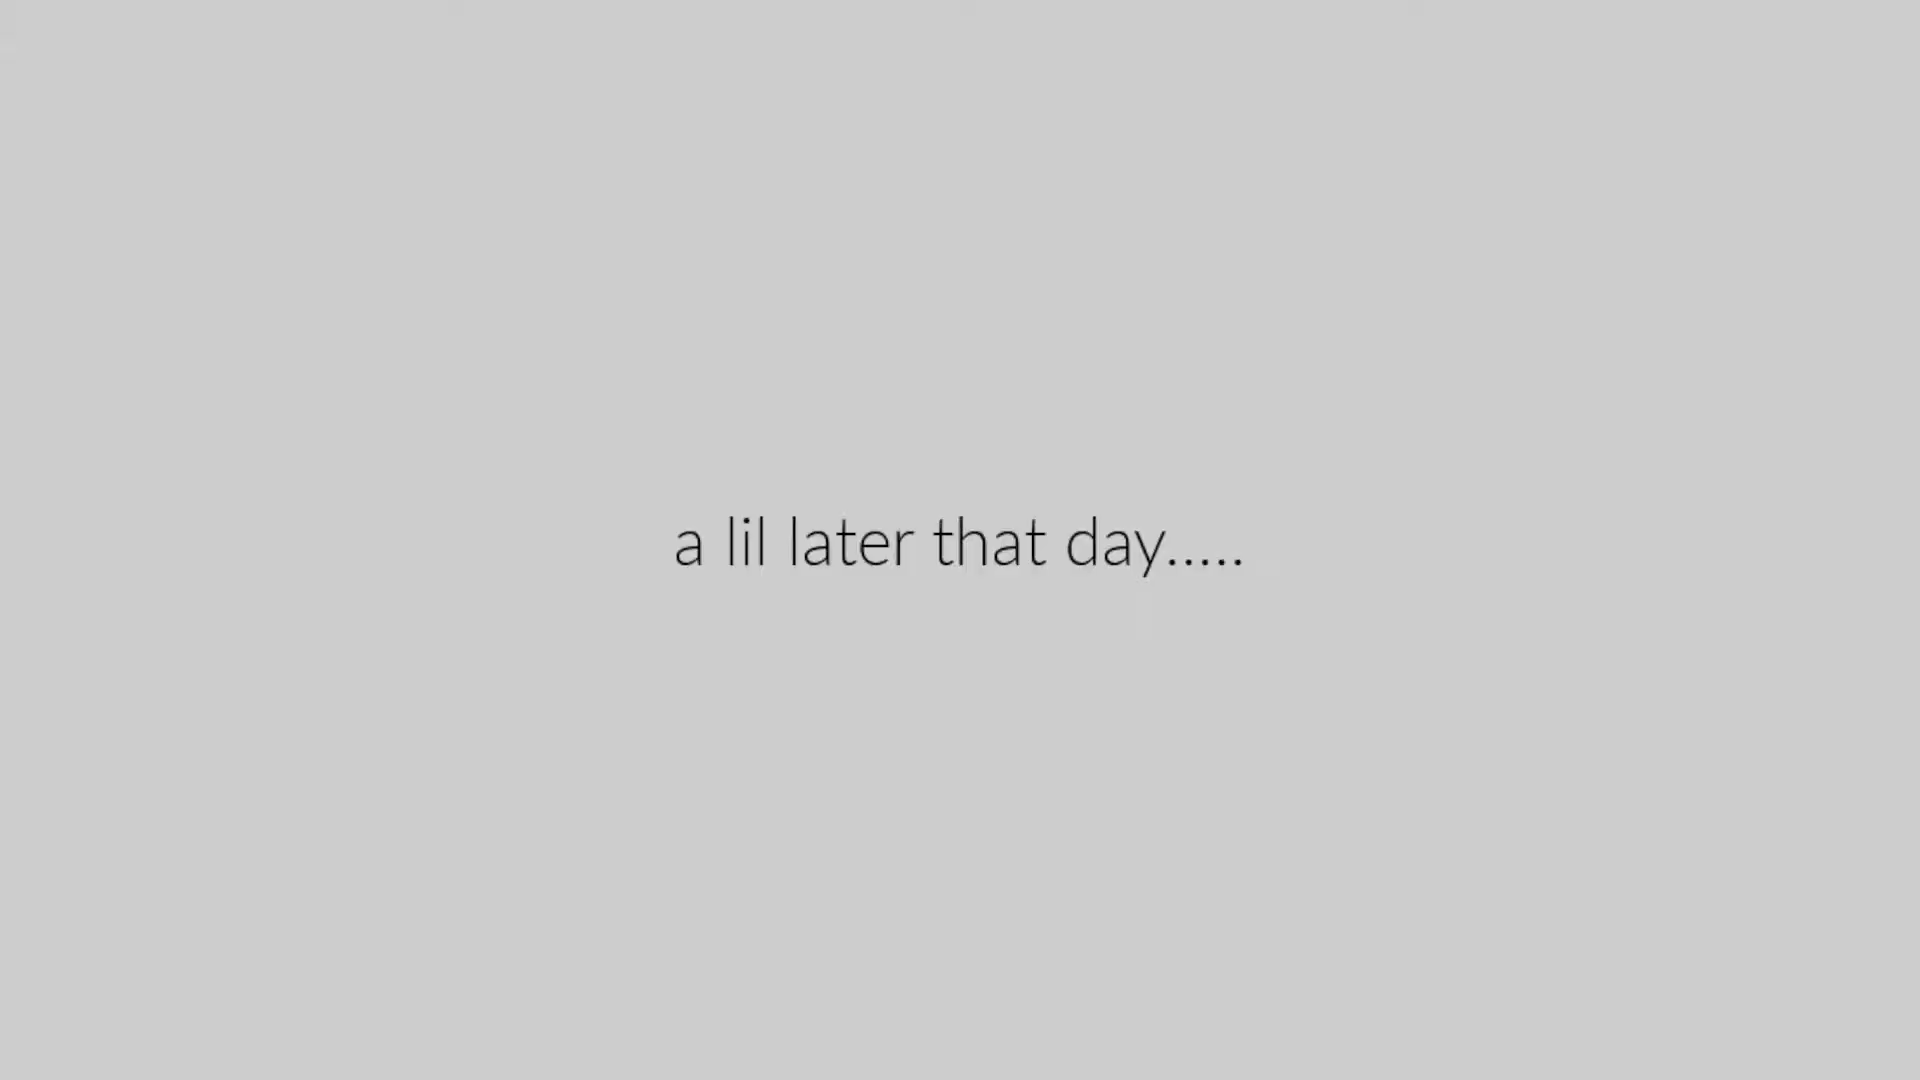 a lil later that day.....